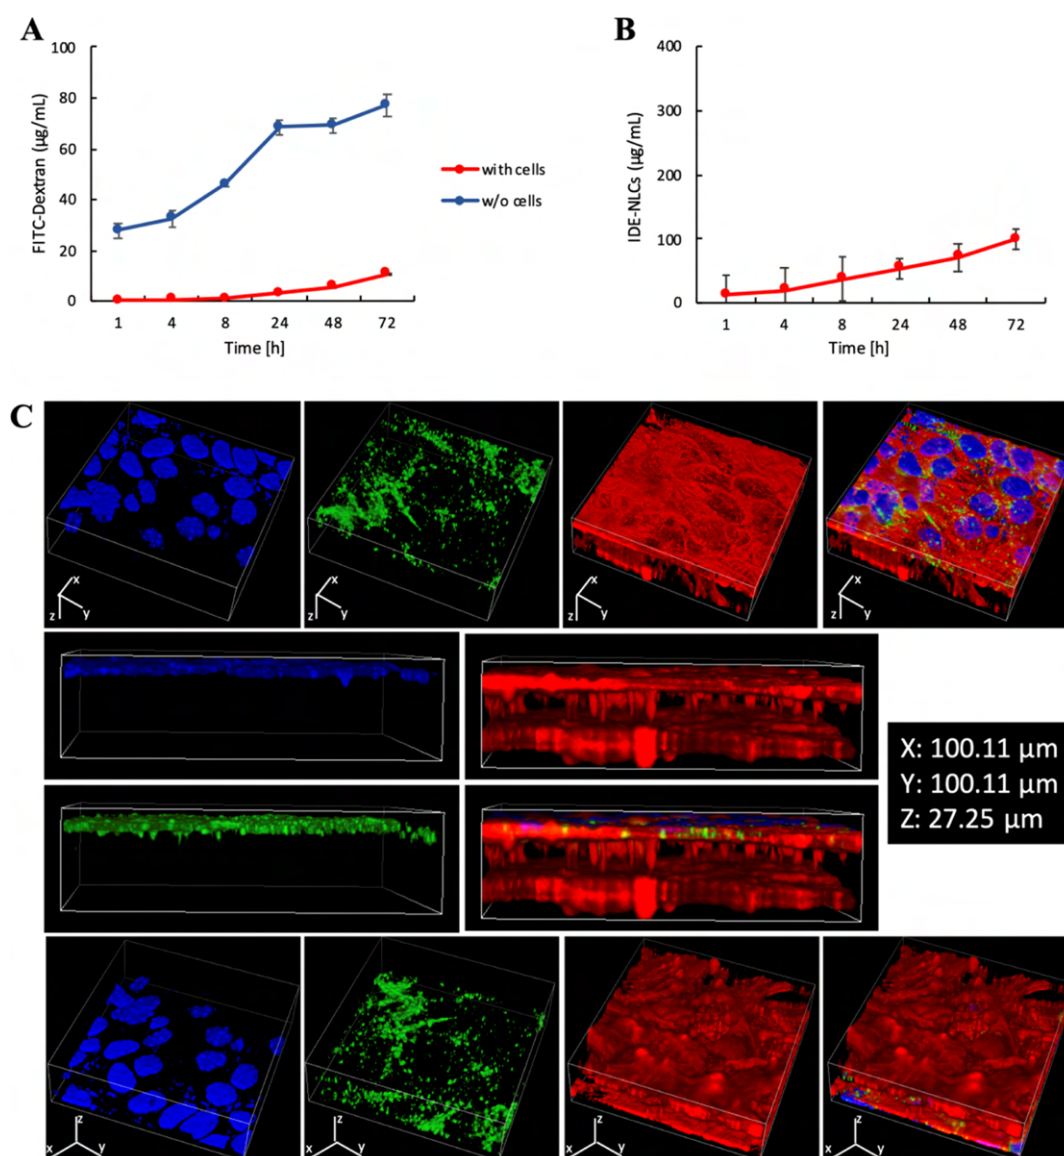 A
FITC-Dextran (µg/mL)
100
80
60
40
20
0
1 4 8 24 48 72
Time [h]
with cells
w/o cells
B
IDE-NLCs (µg/mL)
400
300
200
100
0
1 4 8 24 48 72
Time [h]
C
x
z y
x
z y
x
z y
x
z y
X: 100.11 µm
Y: 100.11 µm
Z: 27.25 µm
z
x y
z
x y
z
x y
z
x y